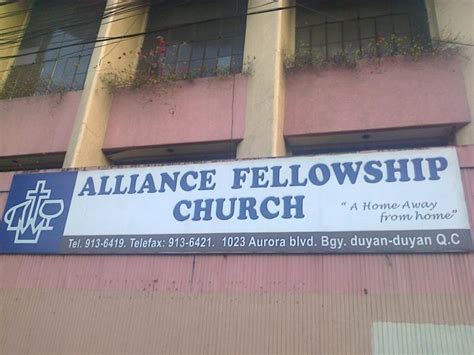 ALLIANCE FELLOWSHIP
CHURCH
" A Home Away
from home"
Tel. 913-6419. Telefax: 913-6421. 1023 Aurora blvd. Bgy. duyan-duyan Q.C